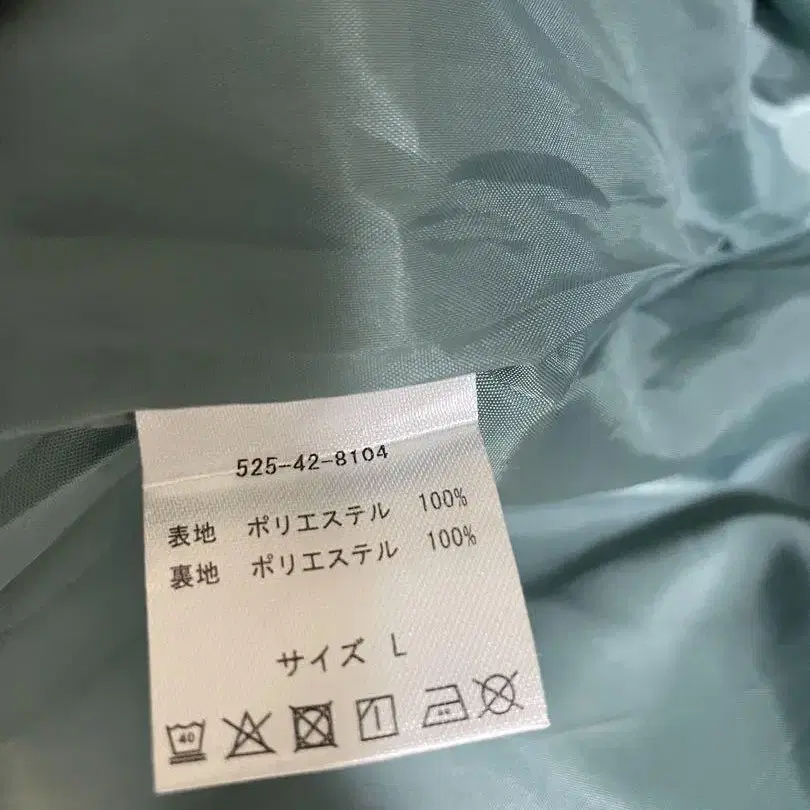 525-42-8104
表地 ポリエステル 100%
裏地 ポリエステル 100%
サイズ L
40